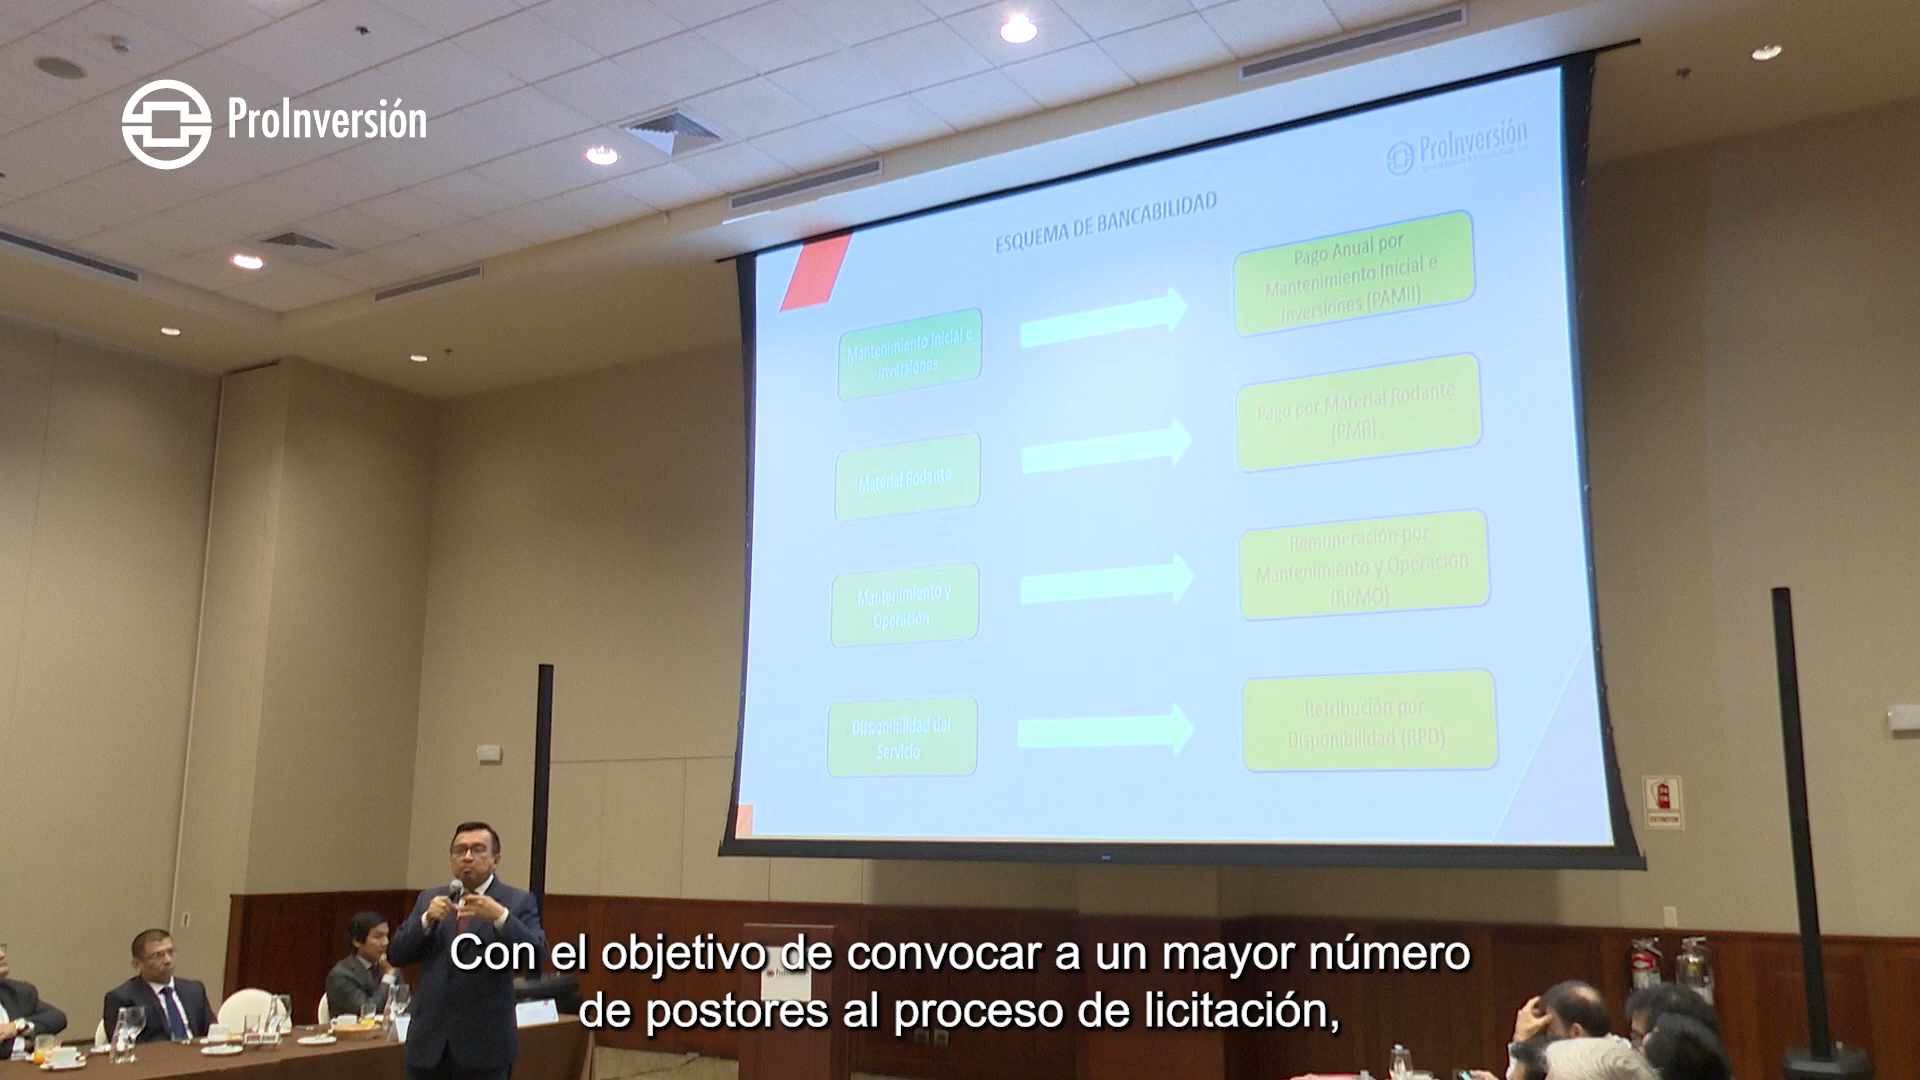 ProInversión
ProInversión
ESQUEMA DE BANCABILIDAD
Mantenimiento Inicial e
Inversiones
Pago Anual por
Mantenimiento Inicial e
Inversiones (PAMII)
Material Rodante
Pago por Material Rodante
(PMR)
Mantenimiento y
Operación
Remuneración por
Mantenimiento y Operación
(RPMO)
Disponibilidad del
Servicio
Retribución por
Disponibilidad (RPD)
EXTINTOR
Con el objetivo de convocar a un mayor número
de postores al proceso de licitación,